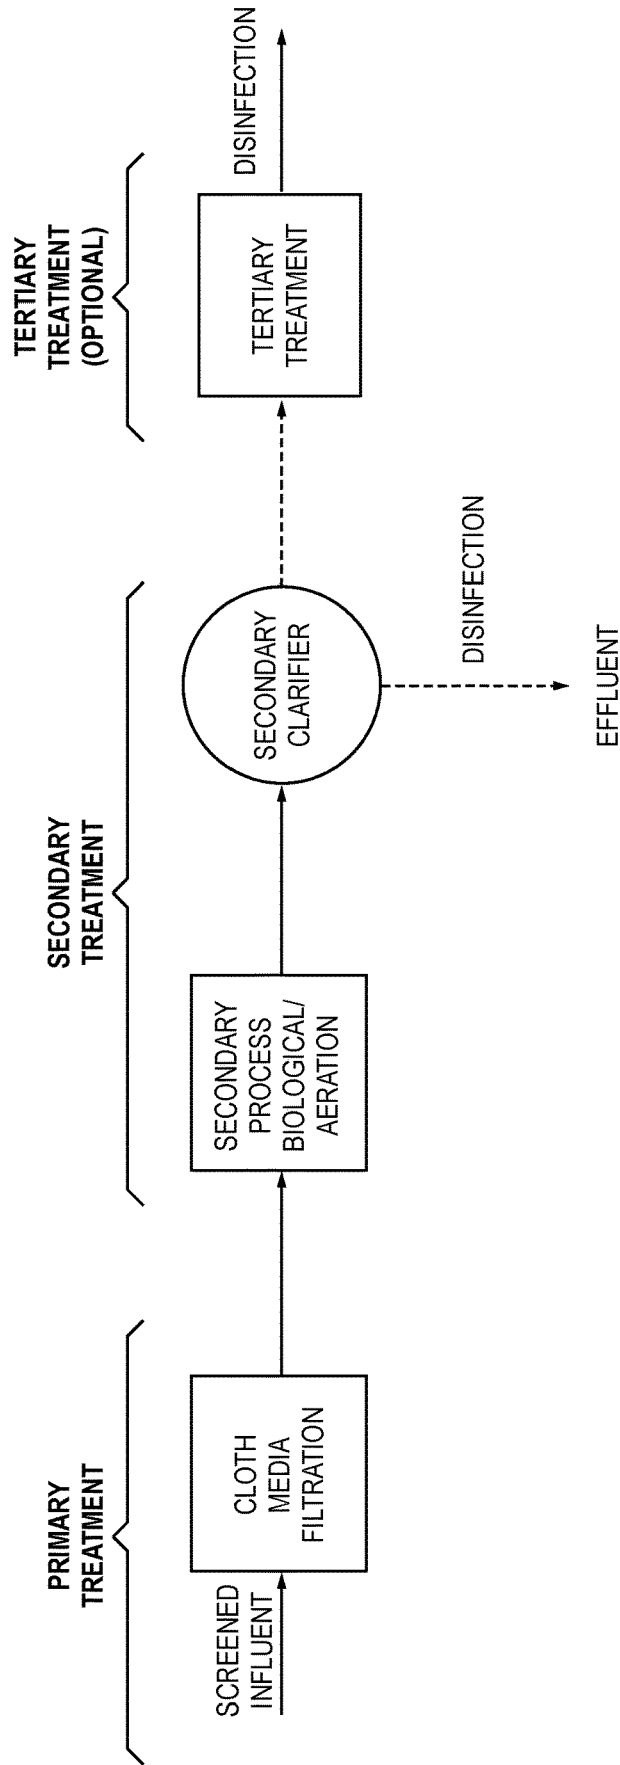 PRIMARY
TREATMENT
SECONDARY
TREATMENT
TERTIARY
TREATMENT
(OPTIONAL)
SCREENED
INFLUENT
CLOTH
MEDIA
FILTRATION
SECONDARY
PROCESS
BIOLOGICAL/
AERATION
SECONDARY
CLARIFIER
TERTIARY
TREATMENT
DISINFECTION
DISINFECTION
EFFLUENT